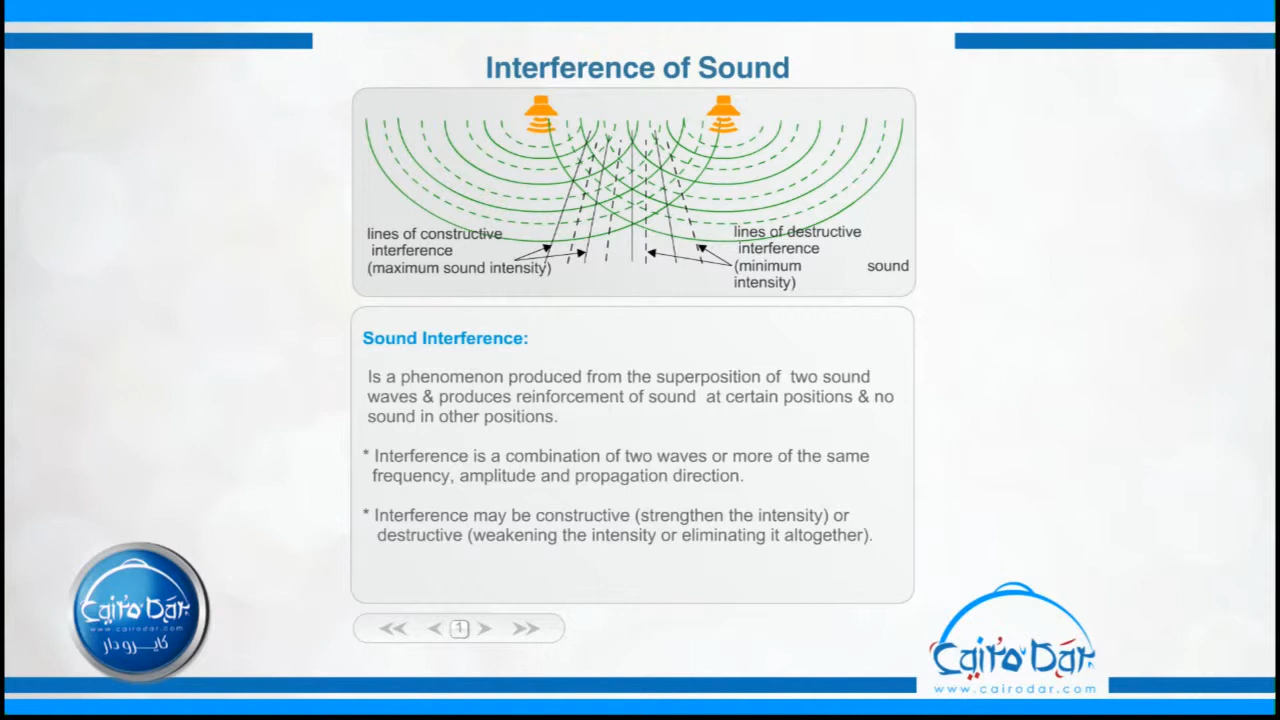 Interference of Sound
lines of constructive
interference
(maximum sound intensity)
lines of destructive
interference
(minimum sound
intensity)
Sound Interference:
Is a phenomenon produced from the superposition of two sound
waves & produces reinforcement of sound at certain positions & no
sound in other positions.
* Interference is a combination of two waves or more of the same
frequency, amplitude and propagation direction.
* Interference may be constructive (strengthen the intensity) or
destructive (weakening the intensity or eliminating it altogether).
1
Cairo Dar
www.cairodar.com
كايرو دار
Cairo Dar
www.cairodar.com